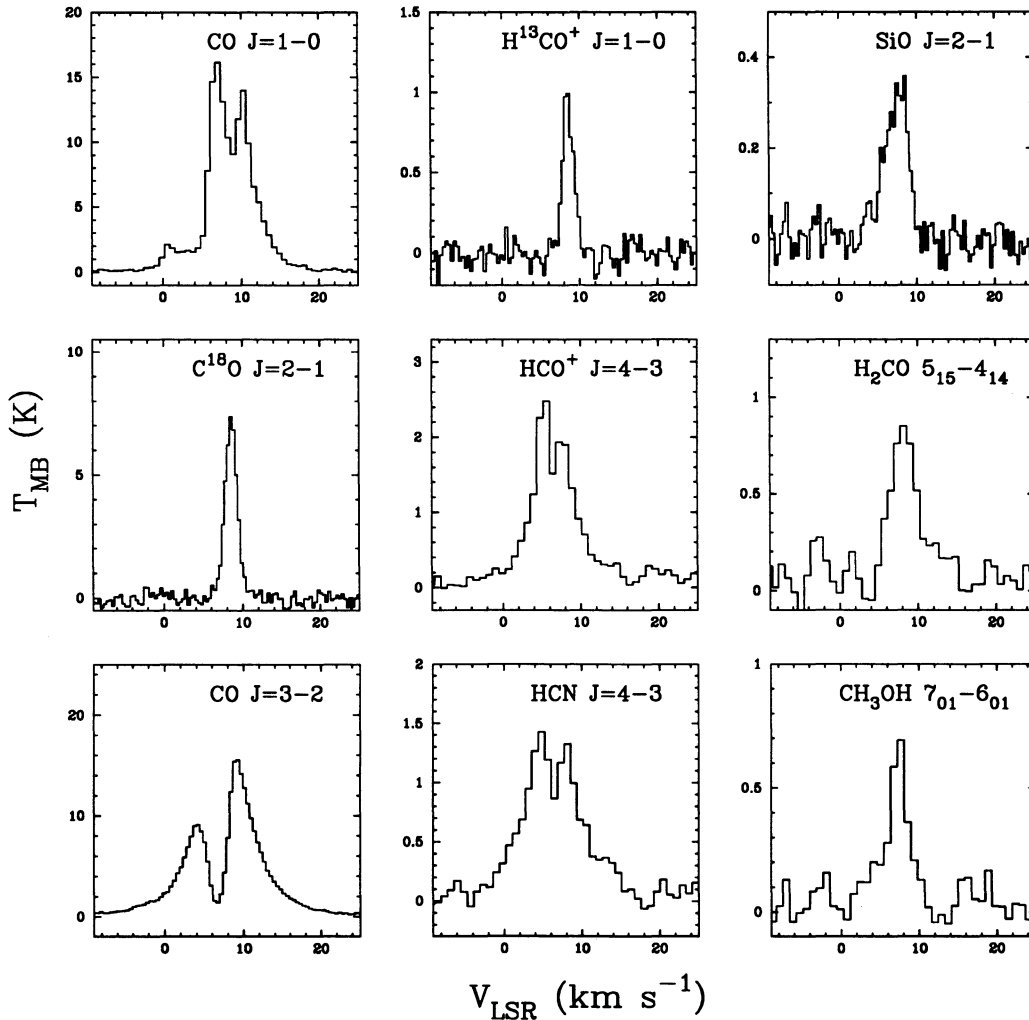 CO J=1−0
20
15
10
5
0
0 10 20
H¹³CO⁺ J=1−0
1.5
1
0.5
0
0 10 20
SiO J=2−1
0.4
0.2
0
0 10 20
C¹⁸O J=2−1
10
5
0
0 10 20
HCO⁺ J=4−3
3
2
1
0
0 10 20
H₂CO 5₁₅−4₁₄
1
0.5
0
0 10 20
CO J=3−2
20
10
0
0 10 20
HCN J=4−3
2
1.5
1
0.5
0
0 10 20
CH₃OH 7₀₁−6₀₁
1
0.5
0
0 10 20
T_MB (K)
V_LSR (km s⁻¹)